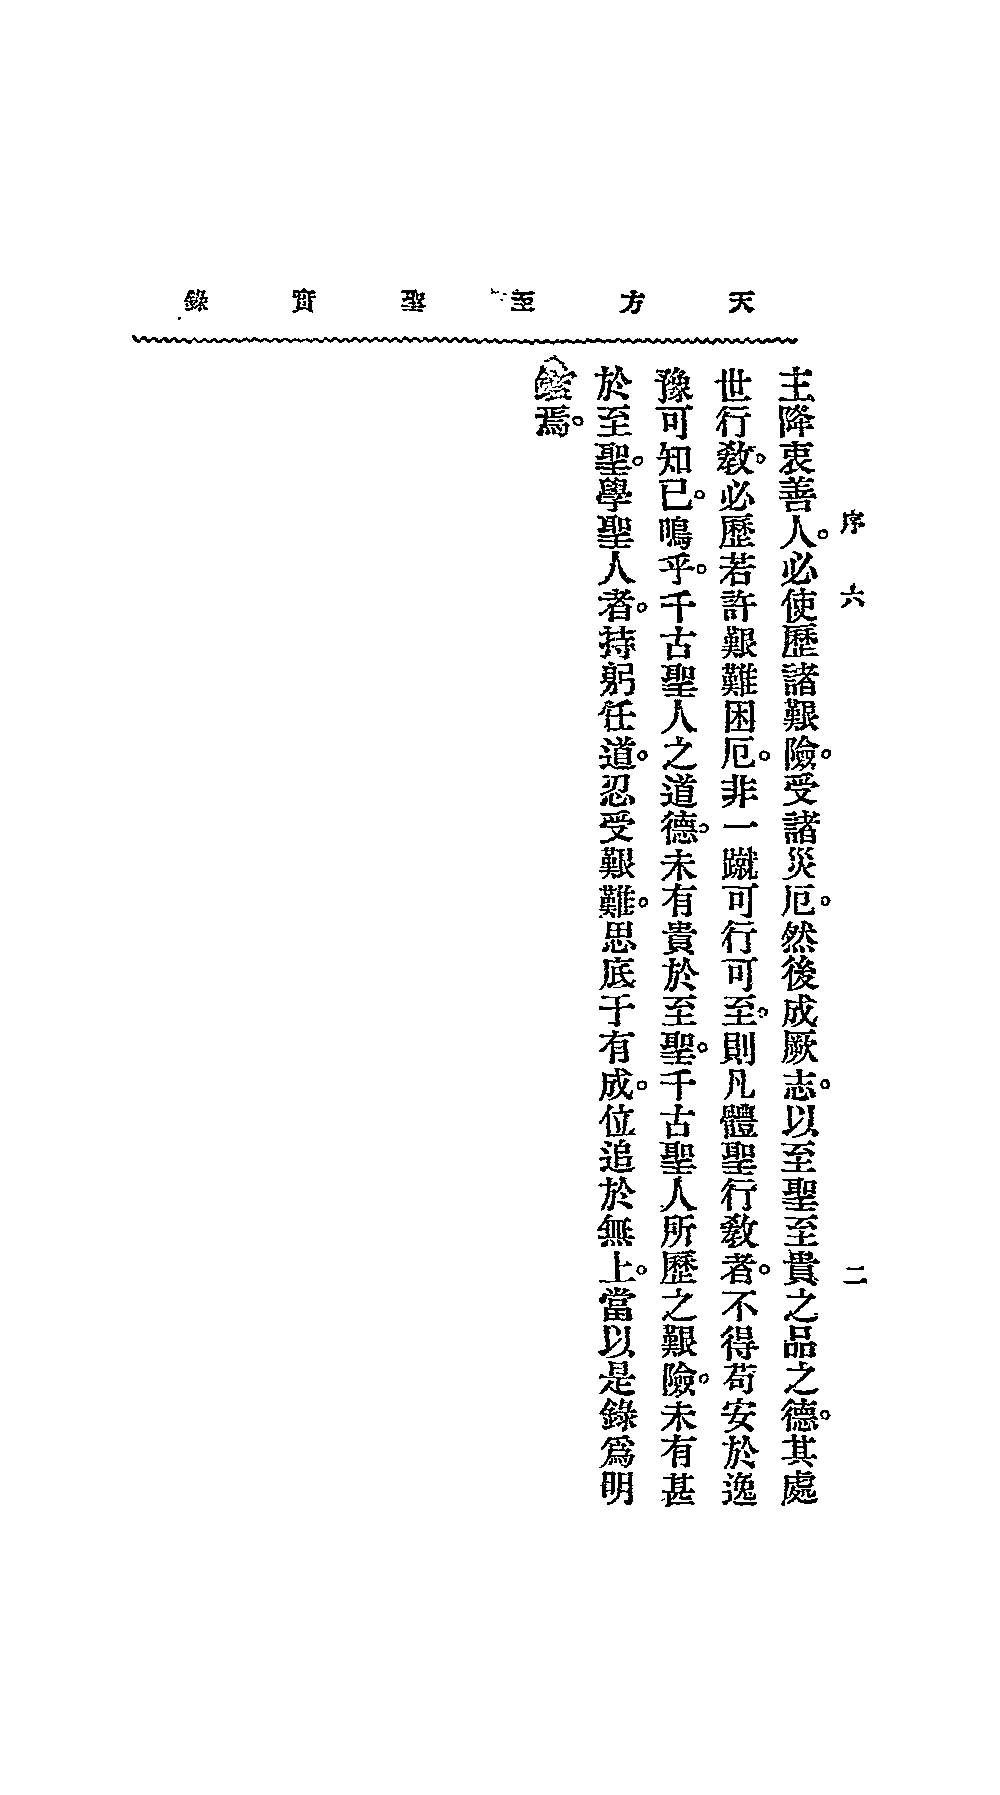 天方至聖實錄
序六　二
主降衷善人。必使歷諸艱險。受諸災厄。然後成厥志。以至聖至貴之品之德。其處
世行教。必歷若許艱難困厄。非一蹴可行可至。則凡體聖行教者。不得苟安於逸
豫可知已。嗚乎。千古聖人之道德。未有貴於至聖。千古聖人所歷之艱險。未有甚
於至聖。學聖人者。持躬任道。忍受艱難。思底于有成。位追於無上。當以是錄爲明
焉。